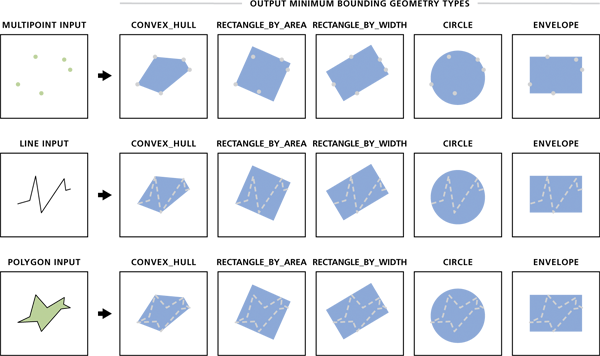 OUTPUT MINIMUM BOUNDING GEOMETRY TYPES
MULTIPOINT INPUT CONVEX_HULL RECTANGLE_BY_AREA RECTANGLE_BY_WIDTH CIRCLE ENVELOPE
LINE INPUT CONVEX_HULL RECTANGLE_BY_AREA RECTANGLE_BY_WIDTH CIRCLE ENVELOPE
POLYGON INPUT CONVEX_HULL RECTANGLE_BY_AREA RECTANGLE_BY_WIDTH CIRCLE ENVELOPE